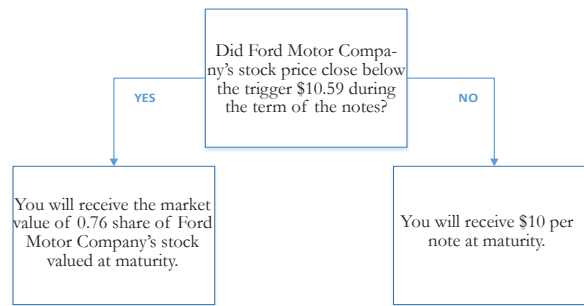 Did Ford Motor Compa-
ny's stock price close below
the trigger $10.59 during
the term of the notes?
YES
NO
You will receive the market
value of 0.76 share of Ford
Motor Company's stock
valued at maturity.
You will receive $10 per
note at maturity.